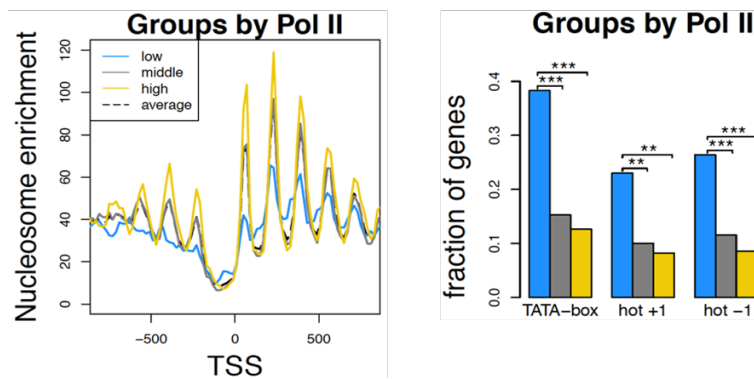 Groups by Pol II
Nucleosome enrichment
120
100
80
60
40
20
0
low
middle
high
average
−500
0
500
TSS
Groups by Pol II
fraction of genes
0.4
0.3
0.2
0.1
0.0
***
***
**
**
***
***
TATA−box
hot +1
hot −1